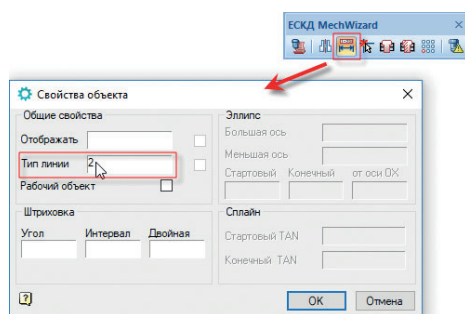 ЕСКД MechWizard
Свойства объекта
Общие свойства
Отображать
Тип линии 2
Рабочий объект
Эллипс
Большая ось
Меньшая ось
Стартовый Конечный от оси OX
Штриховка
Угол Интервал Двойная
Сплайн
Стартовый TAN
Конечный TAN
OK Отмена